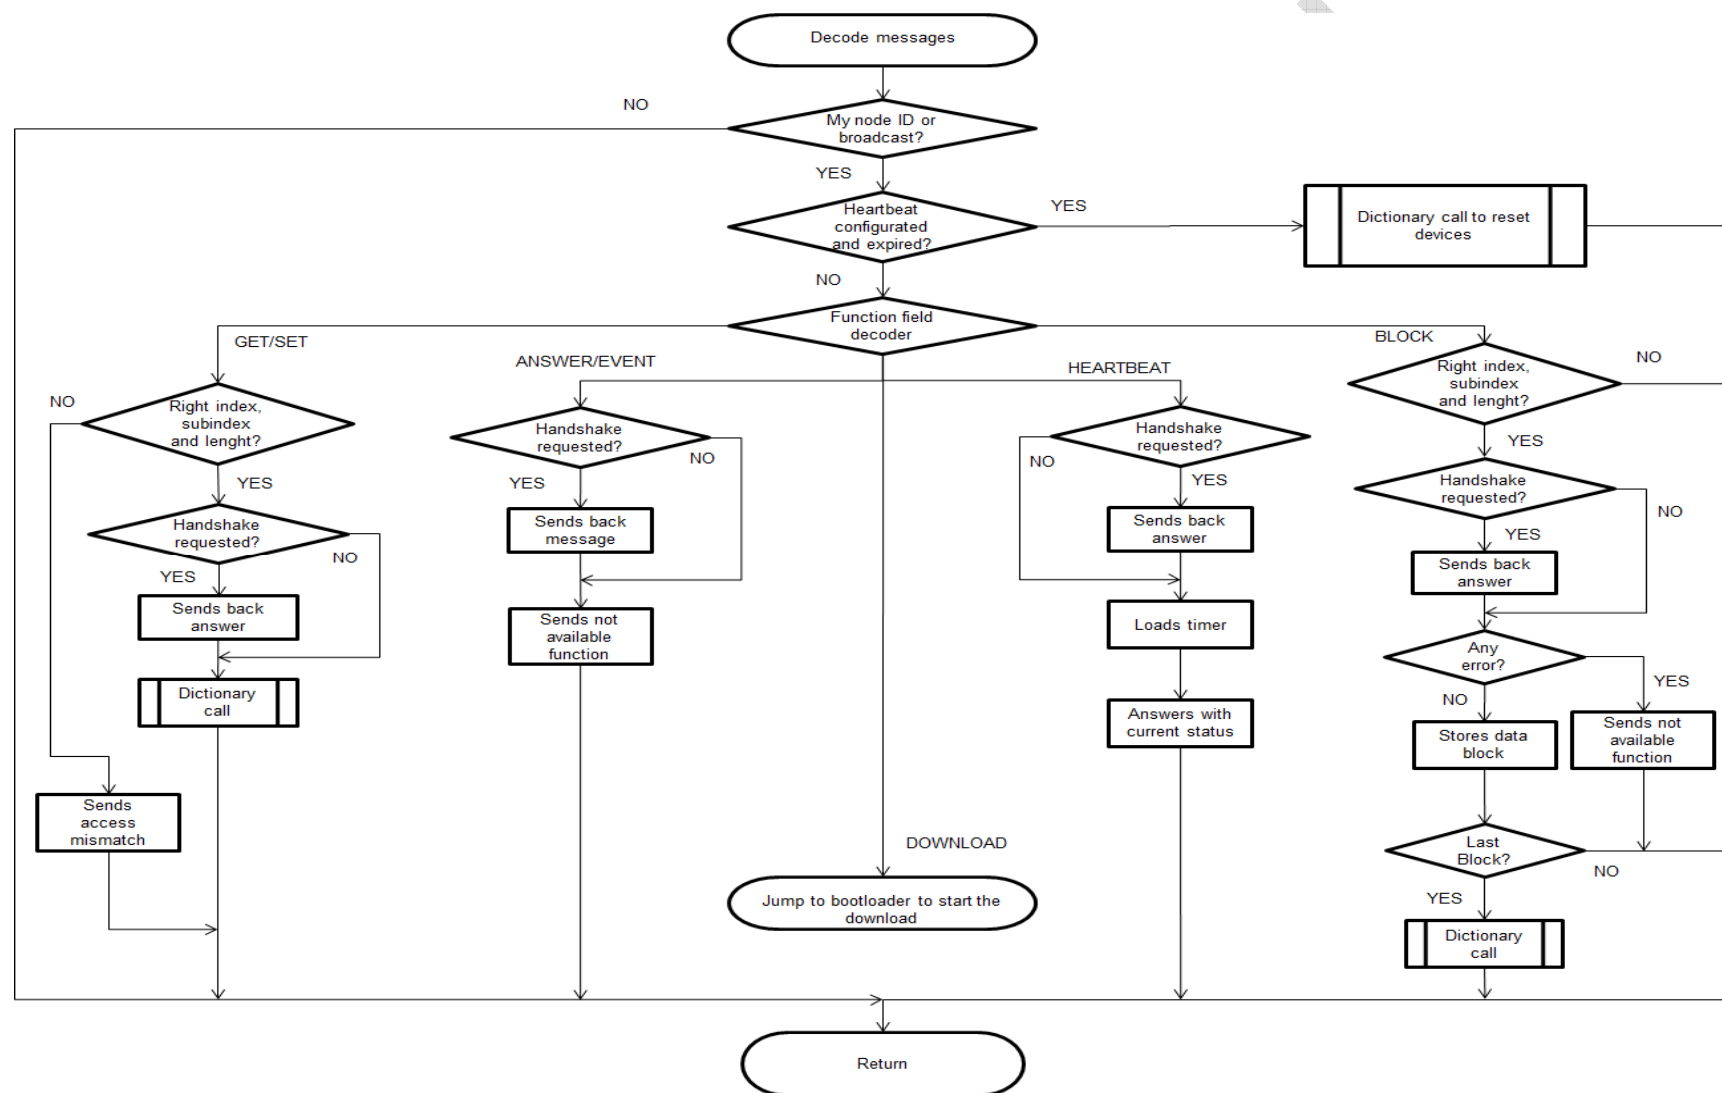 Decode messages
NO
My node ID or
broadcast?
YES
Heartbeat
configurated
and expired?
YES
Dictionary call to reset
devices
NO
Function field
decoder
GET/SET
ANSWER/EVENT
HEARTBEAT
BLOCK
NO
Right index,
subindex
and lenght?
YES
Handshake
requested?
NO
YES
Sends back
answer
Dictionary
call
Sends
access
mismatch
Handshake
requested?
NO
YES
Sends back
message
Sends not
available
function
DOWNLOAD
Jump to bootloader to start the
download
Handshake
requested?
NO
YES
Sends back
answer
Loads timer
Answers with
current status
Right index,
subindex
and lenght?
NO
YES
Handshake
requested?
NO
YES
Sends back
answer
Any
error?
YES
NO
Stores data
block
Sends not
available
function
Last
Block?
NO
YES
Dictionary
call
Return